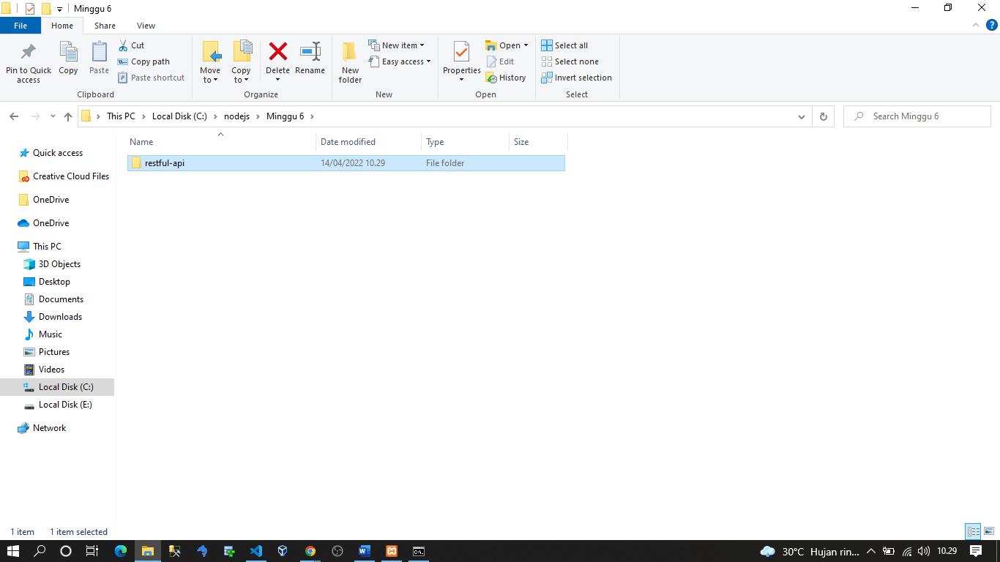 Minggu 6
File Home Share View
Pin to Quick access
Copy
Paste
Cut
Copy path
Paste shortcut
Clipboard
Move to
Copy to
Delete
Rename
Organize
New folder
New item
Easy access
New
Properties
Open
Edit
History
Open
Select all
Select none
Invert selection
Select
This PC > Local Disk (C:) > nodejs > Minggu 6 >
Search Minggu 6
Name Date modified Type Size
restful-api 14/04/2022 10.29 File folder
Quick access
Creative Cloud Files
OneDrive
OneDrive
This PC
3D Objects
Desktop
Documents
Downloads
Music
Pictures
Videos
Local Disk (C:)
Local Disk (E:)
Network
1 item 1 item selected
30°C Hujan rin... 10.29